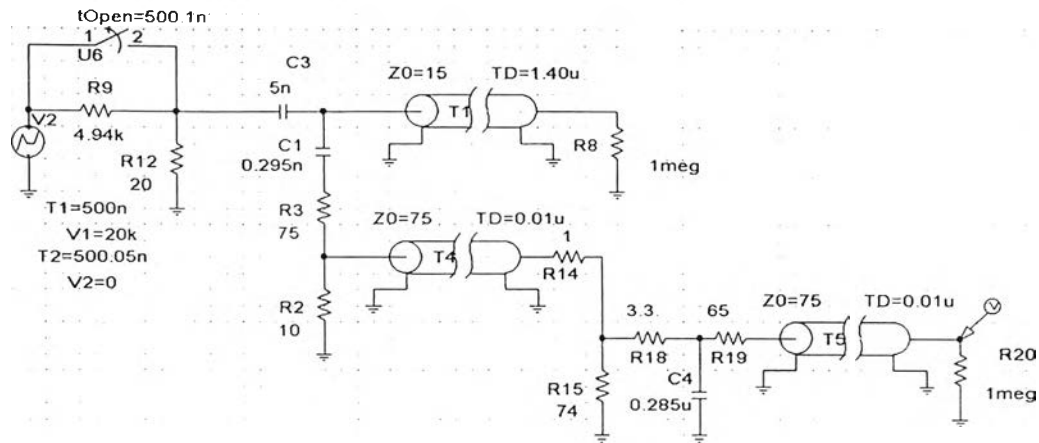 tOpen=500.1n
1 2
U6
R9
4.94k
V2
R12
20
T1=500n
V1=20k
T2=500.05n
V2=0
C3
5n
C1
0.295n
R3
75
R2
10
Z0=15 TD=1.40u
T1
R8
1meg
Z0=75 TD=0.01u
T4
1
R14
3.3
R18
65
R19
R15
74
C4
0.285u
Z0=75 TD=0.01u
T5
V
R20
1meg